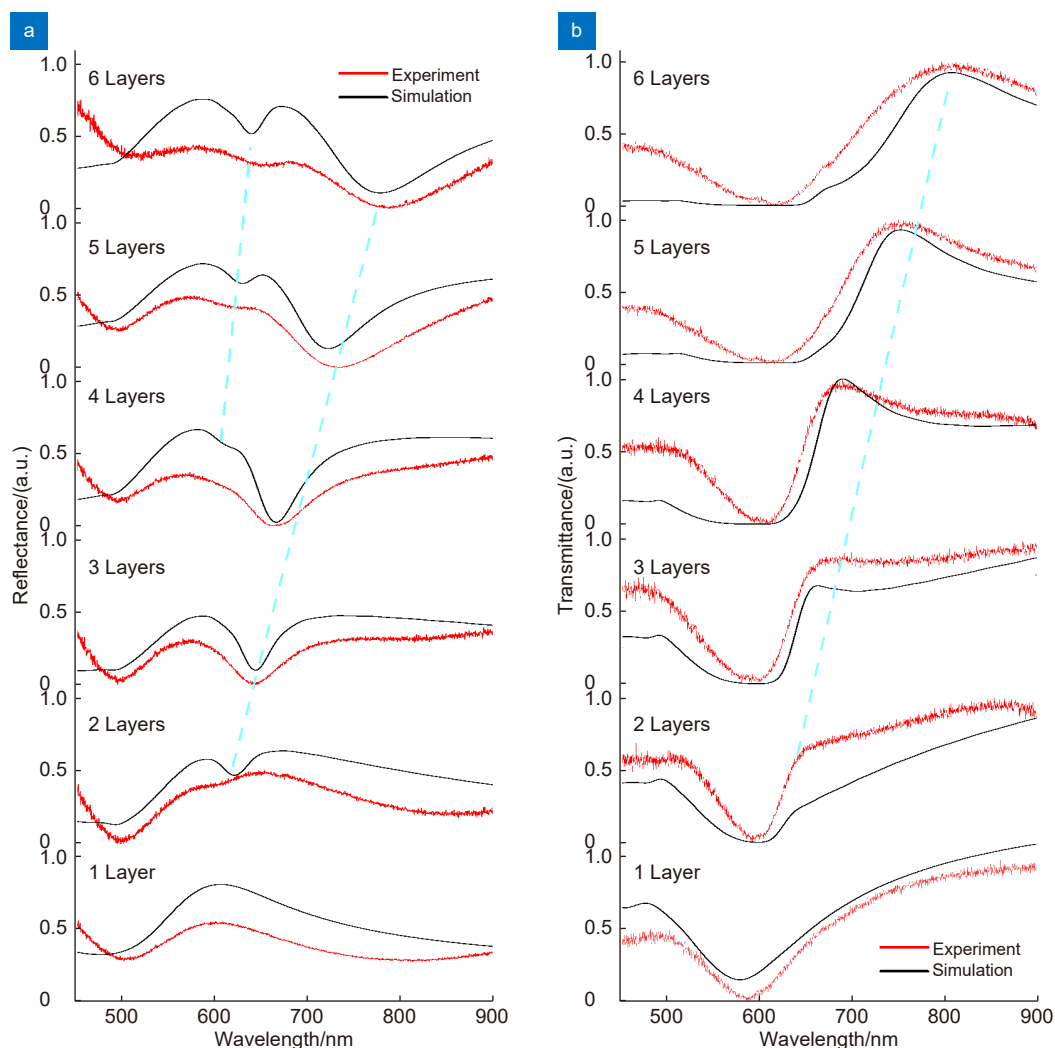 a
1.0
6 Layers
Experiment
Simulation
0.5
0
1.0
5 Layers
0.5
0
1.0
4 Layers
0.5
0
1.0
3 Layers
0.5
0
1.0
2 Layers
0.5
0
1.0
1 Layer
0.5
0
Reflectance/(a.u.)
500 600 700 800 900
Wavelength/nm
b
1.0
6 Layers
0.5
0
1.0
5 Layers
0.5
0
1.0
4 Layers
0.5
0
1.0
3 Layers
0.5
0
1.0
2 Layers
0.5
0
1.0
1 Layer
0.5
Experiment
Simulation
0
Transmittance/(a.u.)
500 600 700 800 900
Wavelength/nm